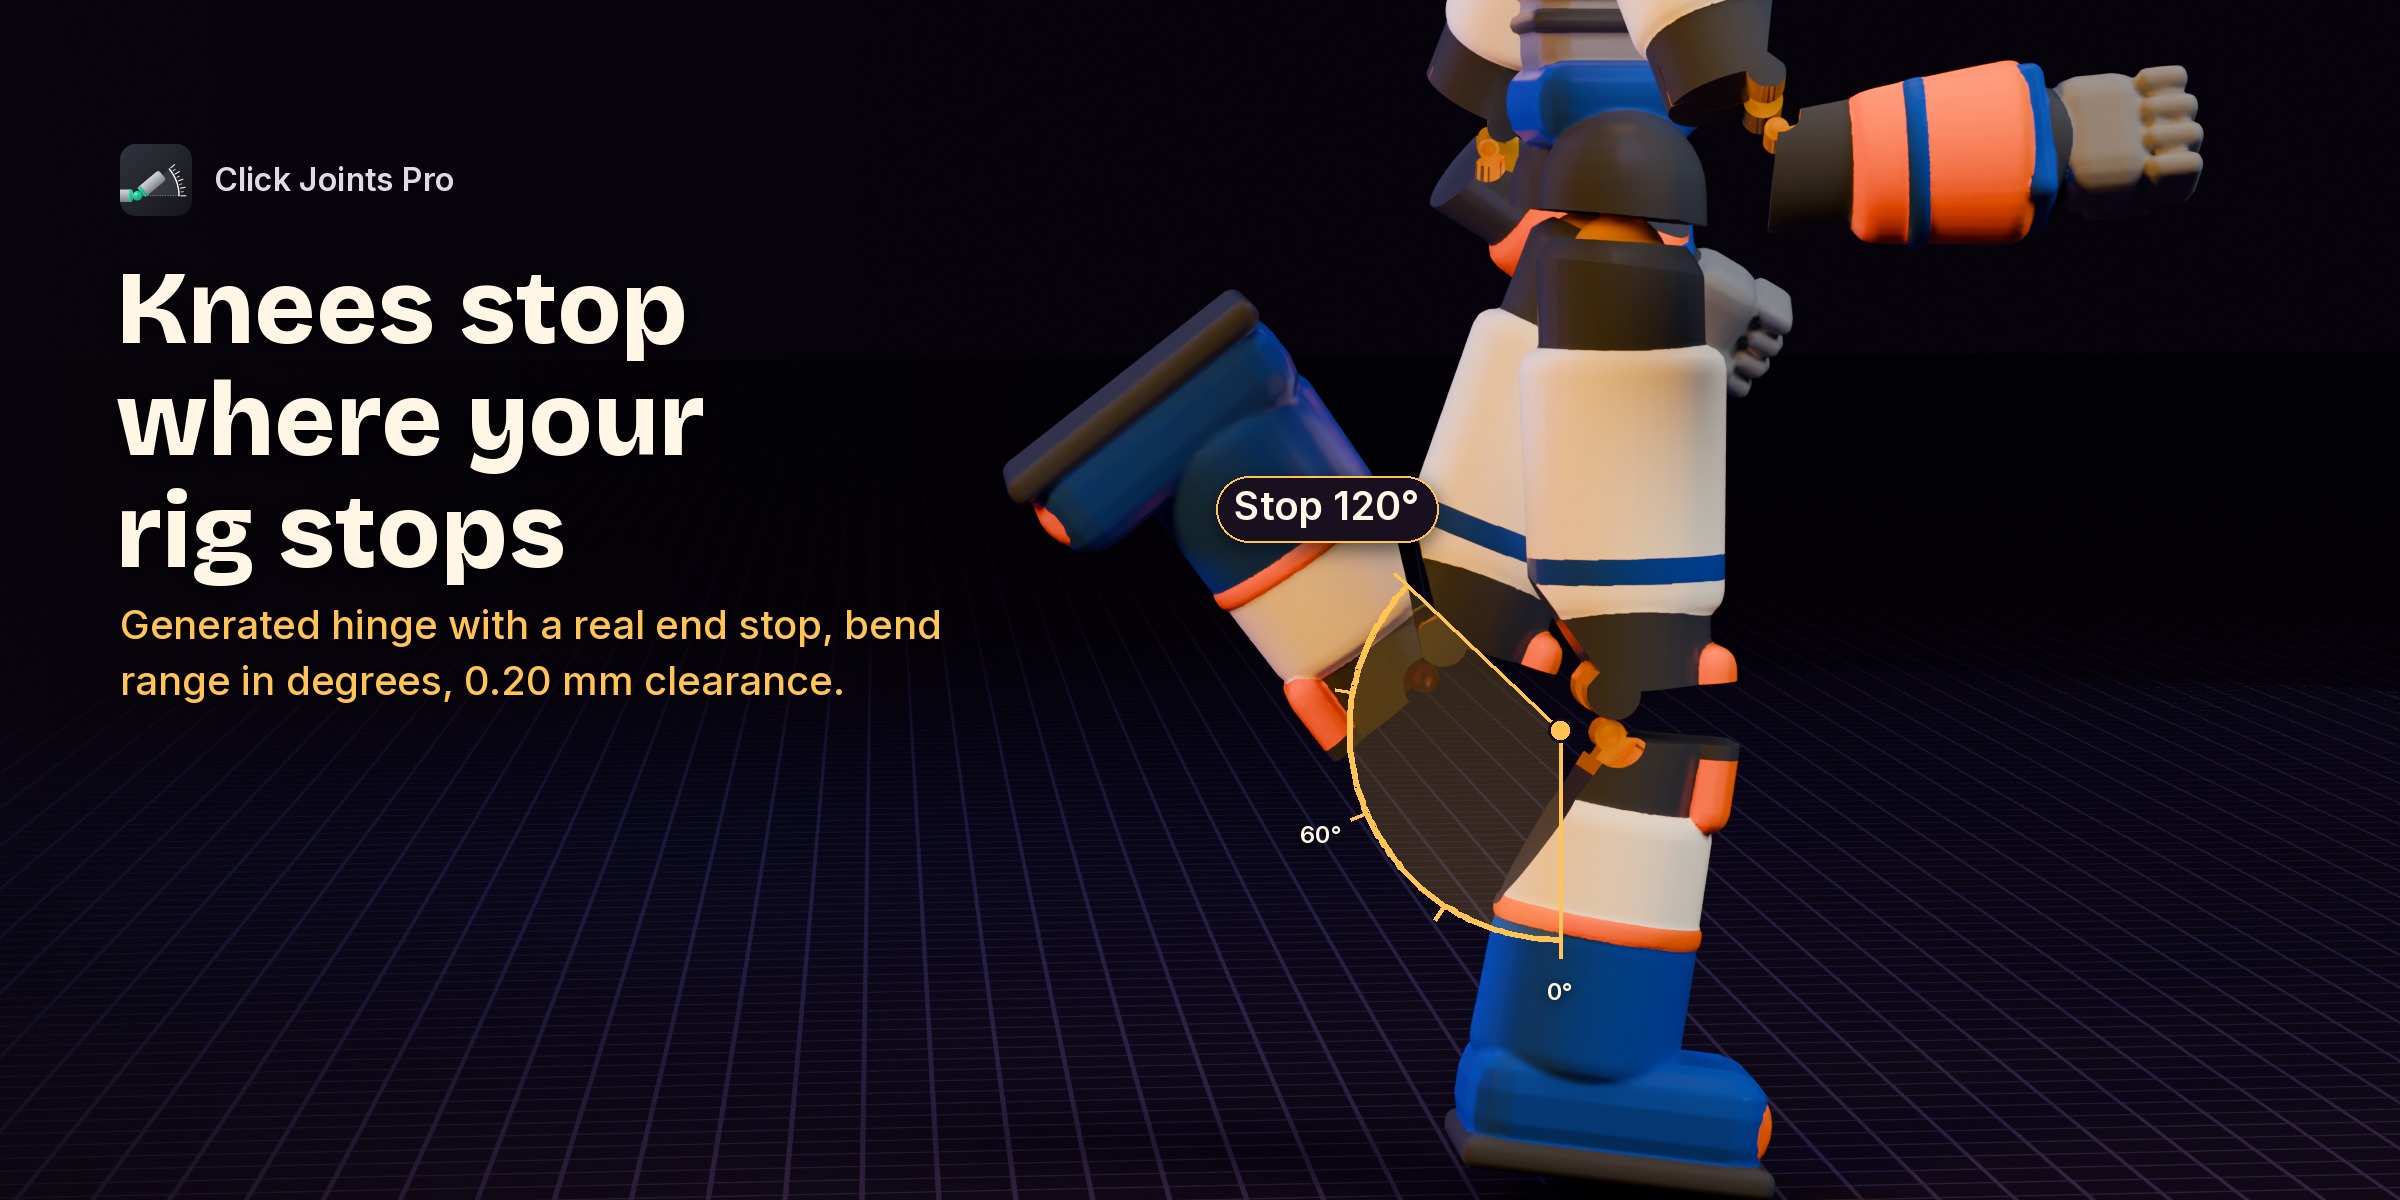 Click Joints Pro
Knees stop
where your
rig stops
Generated hinge with a real end stop, bend
range in degrees, 0.20 mm clearance.
Stop 120°
60°
0°